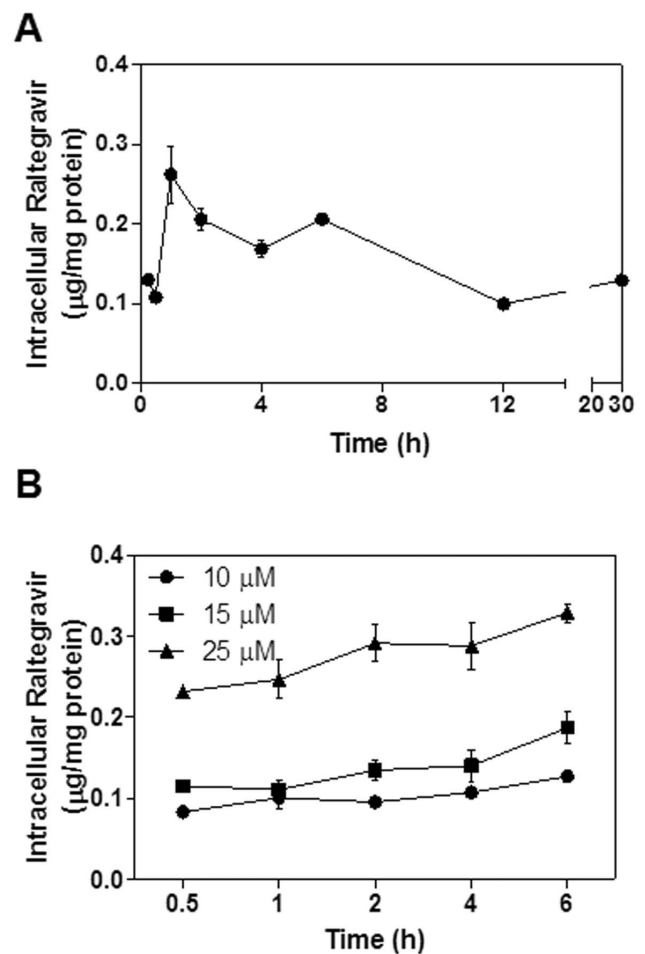 A
Intracellular Raltegravir
(µg/mg protein)
0.4
0.3
0.2
0.1
0.0
0 4 8 12 20 30
Time (h)
B
Intracellular Raltegravir
(µg/mg protein)
0.4
0.3
0.2
0.1
0.0
10 µM
15 µM
25 µM
0.5 1 2 4 6
Time (h)